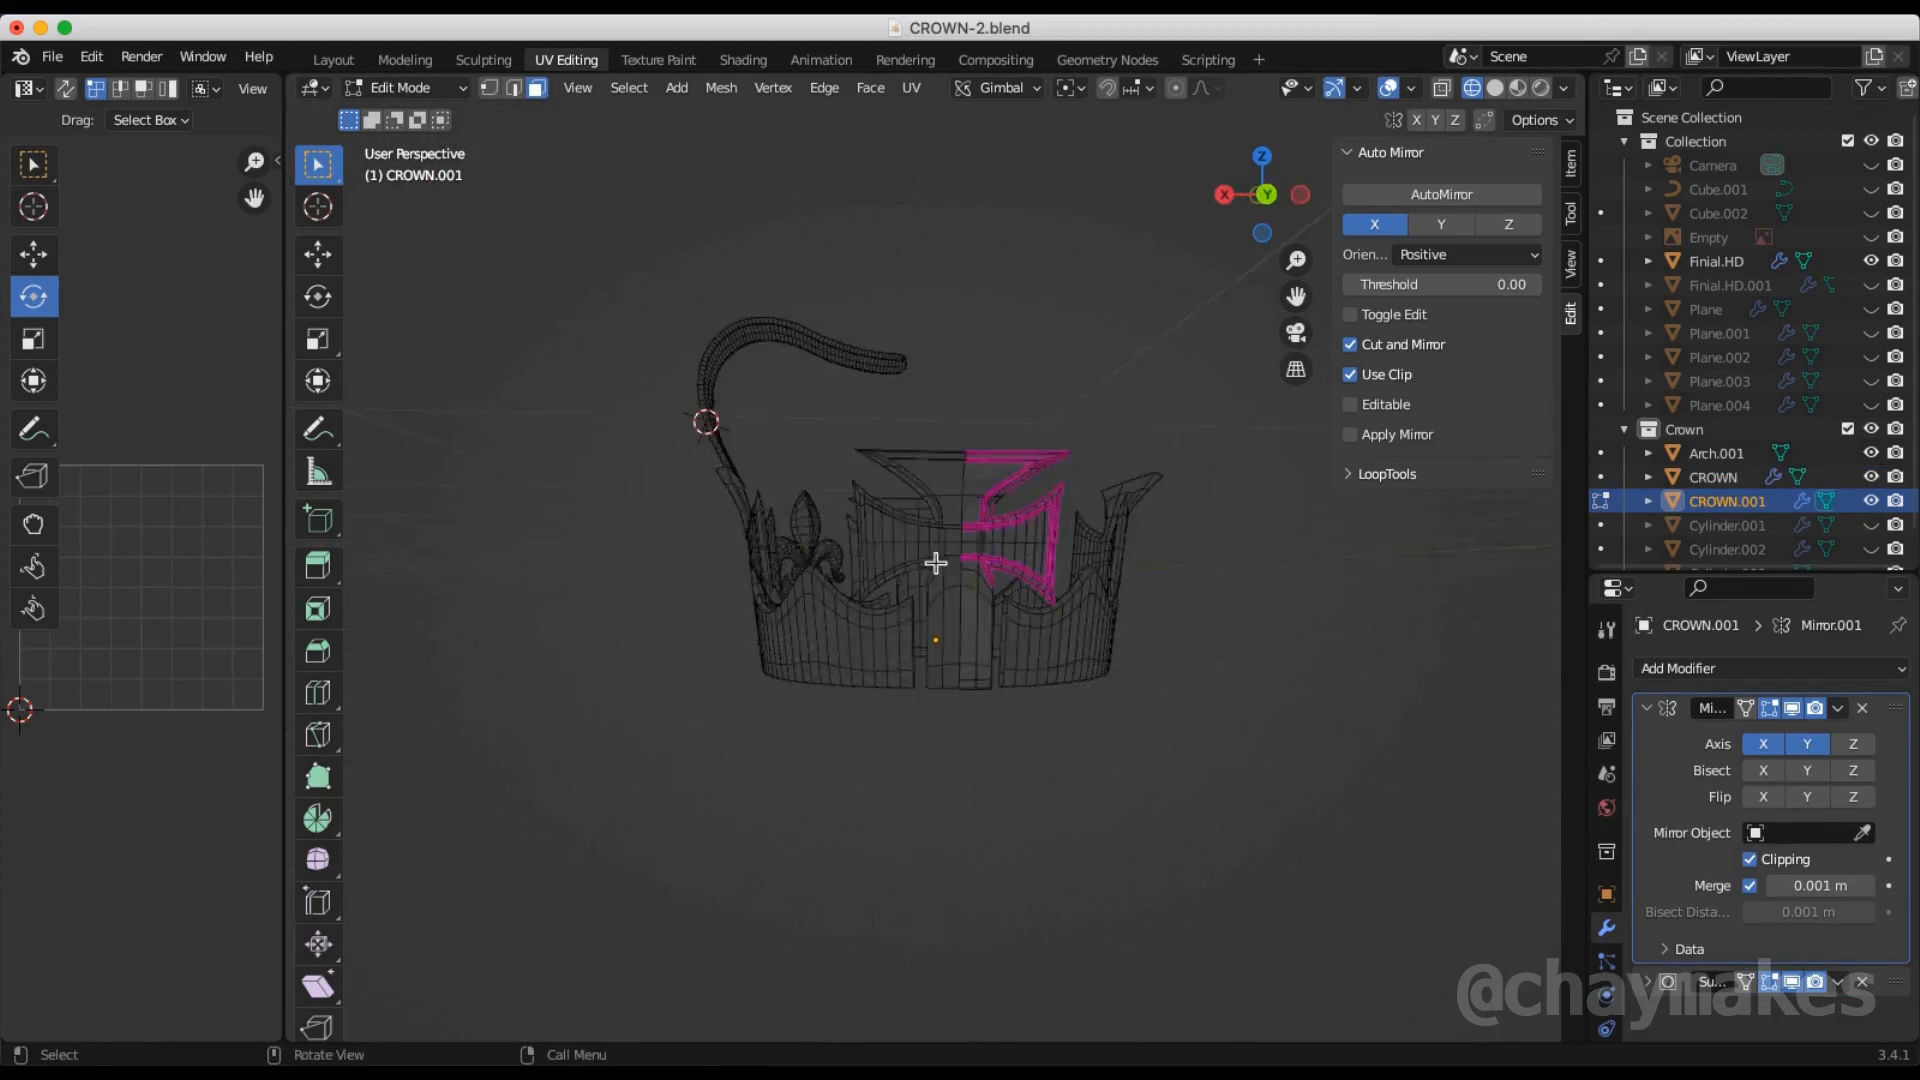 CROWN-2.blend
File Edit Render Window Help
Layout Modeling Sculpting UV Editing Texture Paint Shading Animation Rendering Compositing Geometry Nodes Scripting +
Scene
ViewLayer
View
Edit Mode
View Select Add Mesh Vertex Edge Face UV
Gimbal
Drag: Select Box
X Y Z
Options
User Perspective
(1) CROWN.001
Z
X
Y
Auto Mirror
AutoMirror
X Y Z
Orien... Positive
Threshold 0.00
Toggle Edit
Cut and Mirror
Use Clip
Editable
Apply Mirror
LoopTools
Item
Tool
View
Edit
Scene Collection
Collection
Camera
Cube.001
Cube.002
Empty
Finial.HD
Finial.HD.001
Plane
Plane.001
Plane.002
Plane.003
Plane.004
Crown
Arch.001
CROWN
CROWN.001
Cylinder.001
Cylinder.002
CROWN.001 > Mirror.001
Add Modifier
Mi...
Axis X Y Z
Bisect X Y Z
Flip X Y Z
Mirror Object
Clipping
Merge 0.001 m
Bisect Dista... 0.001 m
Data
Su...
@chaymakes
Select
Rotate View
Call Menu
3.4.1